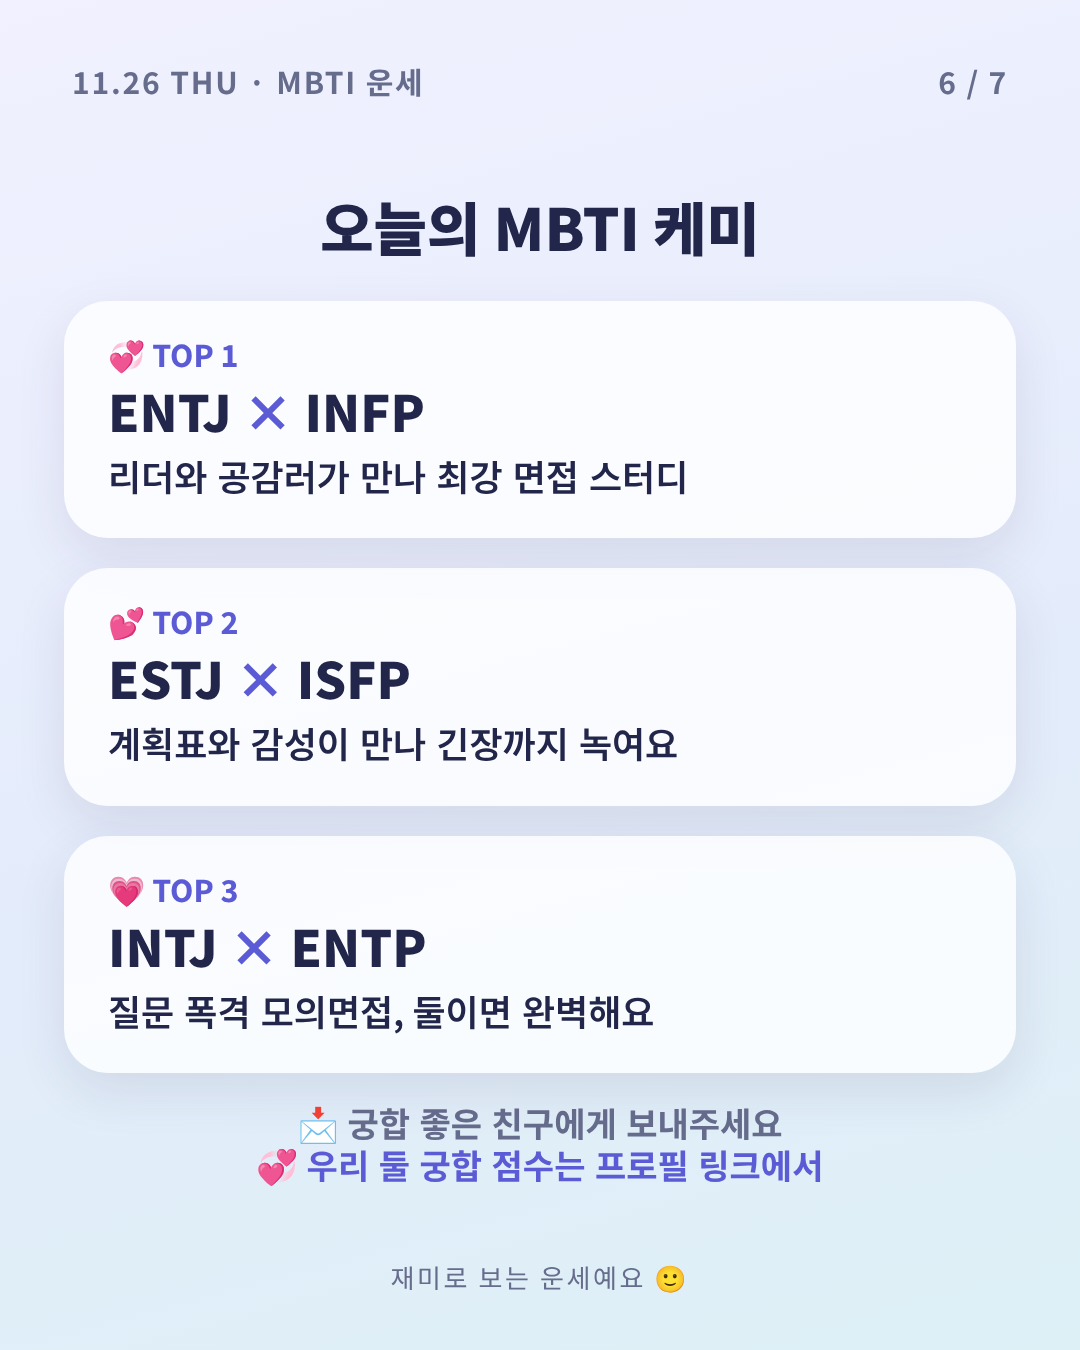 11.26 THU · MBTI 운세
6 / 7
오늘의 MBTI 케미
💞 TOP 1
ENTJ × INFP
리더와 공감러가 만나 최강 면접 스터디
💕 TOP 2
ESTJ × ISFP
계획표와 감성이 만나 긴장까지 녹여요
💗 TOP 3
INTJ × ENTP
질문 폭격 모의면접, 둘이면 완벽해요
📩 궁합 좋은 친구에게 보내주세요
💞 우리 둘 궁합 점수는 프로필 링크에서
재미로 보는 운세예요 🙂